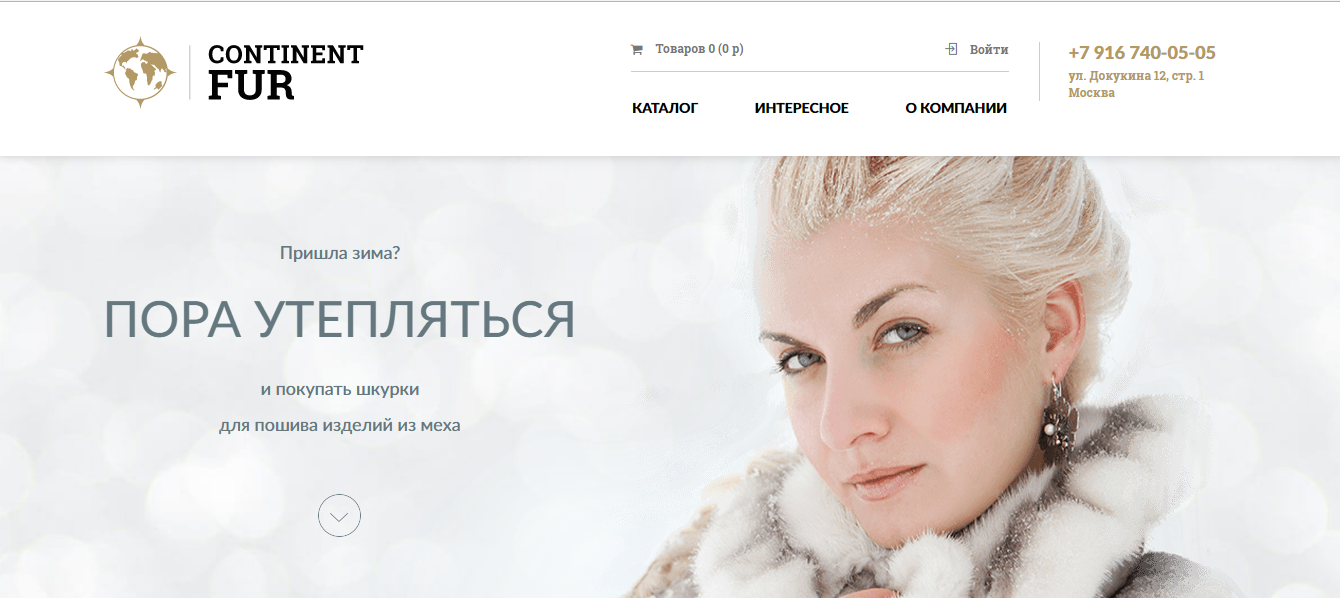 CONTINENT
FUR
Товаров 0 (0 р)
Войти
+7 916 740-05-05
ул. Докукина 12, стр. 1
Москва
КАТАЛОГ
ИНТЕРЕСНОЕ
О КОМПАНИИ
Пришла зима?
ПОРА УТЕПЛЯТЬСЯ
и покупать шкурки
для пошива изделий из меха